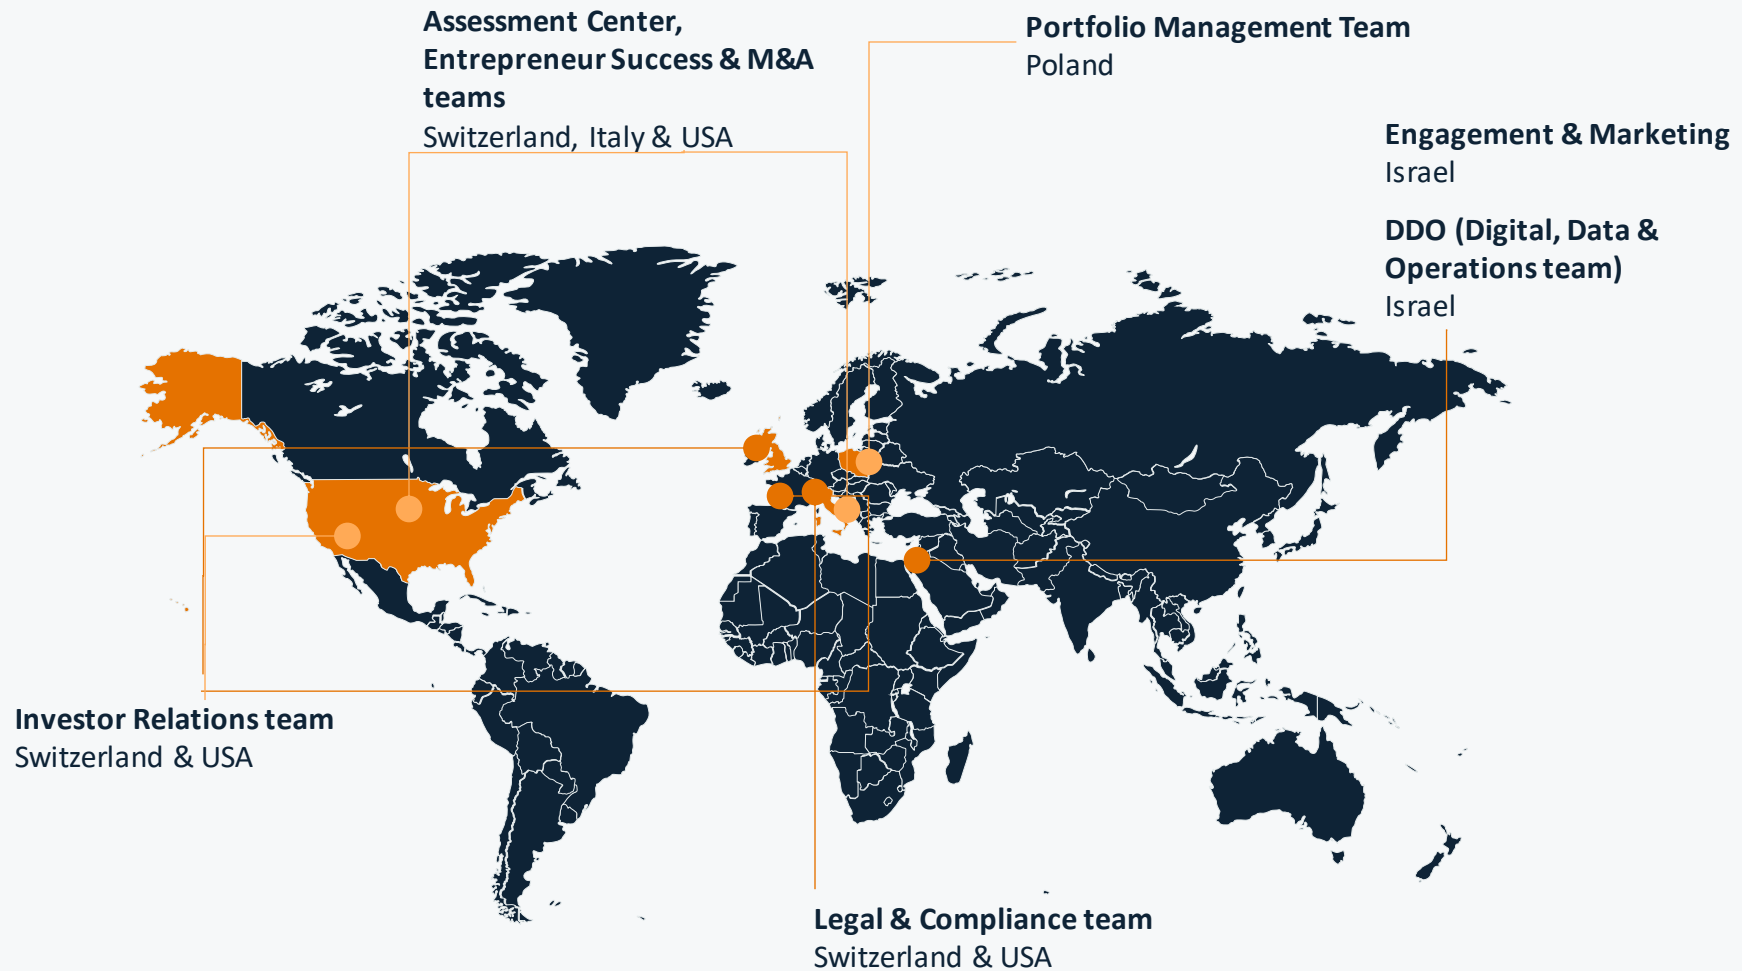 Assessment Center,
Entrepreneur Success & M&A
teams
Switzerland, Italy & USA
Portfolio Management Team
Poland
Engagement & Marketing
Israel
DDO (Digital, Data &
Operations team)
Israel
Investor Relations team
Switzerland & USA
Legal & Compliance team
Switzerland & USA